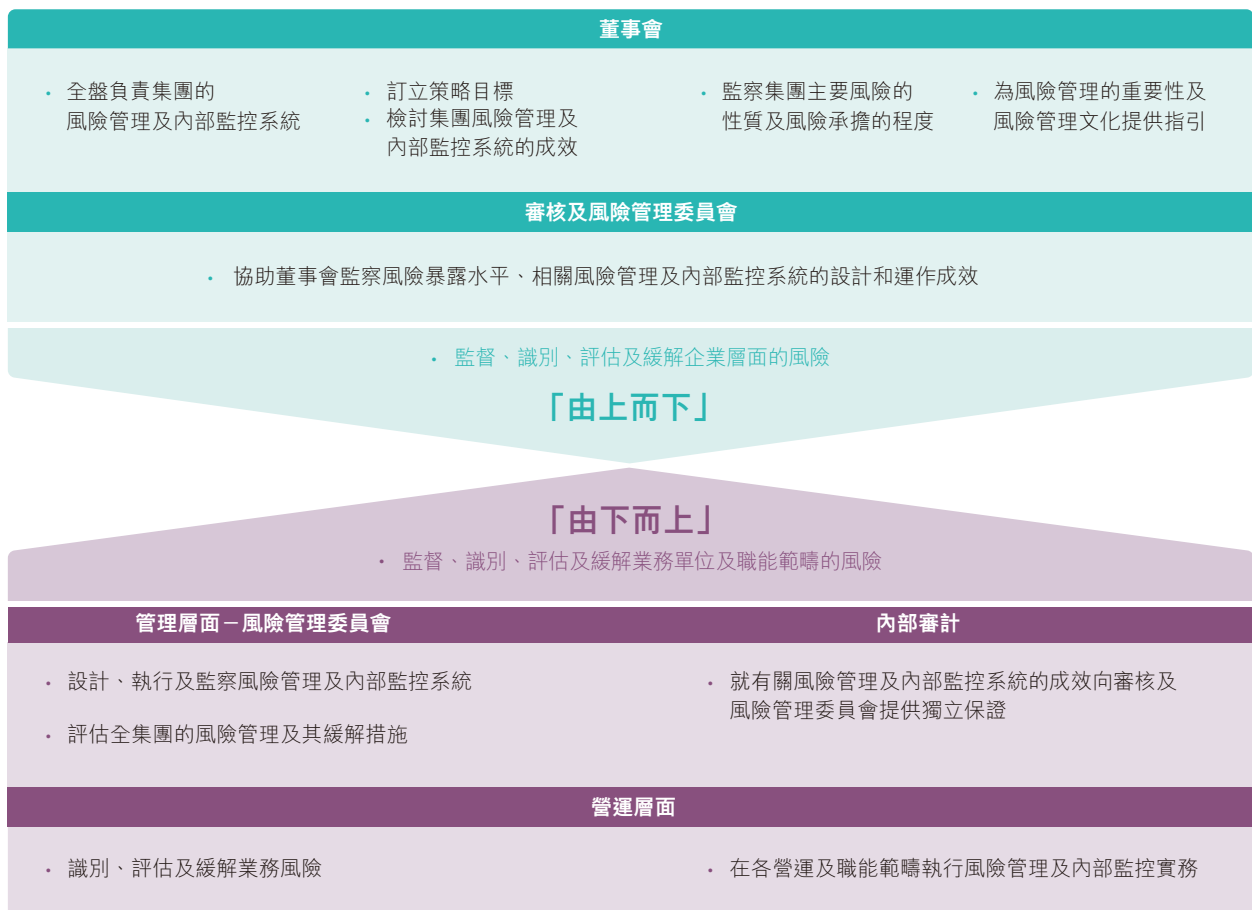 董事會
• 全盤負責集團的
風險管理及內部監控系統
• 訂立策略目標
• 檢討集團風險管理及
內部監控系統的成效
• 監察集團主要風險的
性質及風險承擔的程度
• 為風險管理的重要性及
風險管理文化提供指引
審核及風險管理委員會
• 協助董事會監察風險暴露水平、相關風險管理及內部監控系統的設計和運作成效
• 監督、識別、評估及緩解企業層面的風險
「由上而下」
「由下而上」
• 監督、識別、評估及緩解業務單位及職能範疇的風險
管理層面－風險管理委員會
• 設計、執行及監察風險管理及內部監控系統
• 評估全集團的風險管理及其緩解措施
內部審計
• 就有關風險管理及內部監控系統的成效向審核及
風險管理委員會提供獨立保證
營運層面
• 識別、評估及緩解業務風險
• 在各營運及職能範疇執行風險管理及內部監控實務